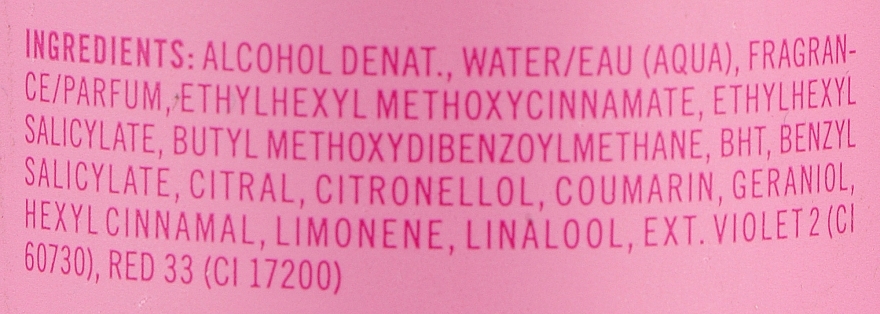 INGREDIENTS: ALCOHOL DENAT., WATER/EAU (AQUA), FRAGRAN-
CE/PARFUM, ETHYLHEXYL METHOXYCINNAMATE, ETHYLHEXYL
SALICYLATE, BUTYL METHOXYDIBENZOYLMETHANE, BHT, BENZYL
SALICYLATE, CITRAL, CITRONELLOL, COUMARIN, GERANIOL,
HEXYL CINNAMAL, LIMONENE, LINALOOL, EXT. VIOLET 2 (CI
60730), RED 33 (CI 17200)